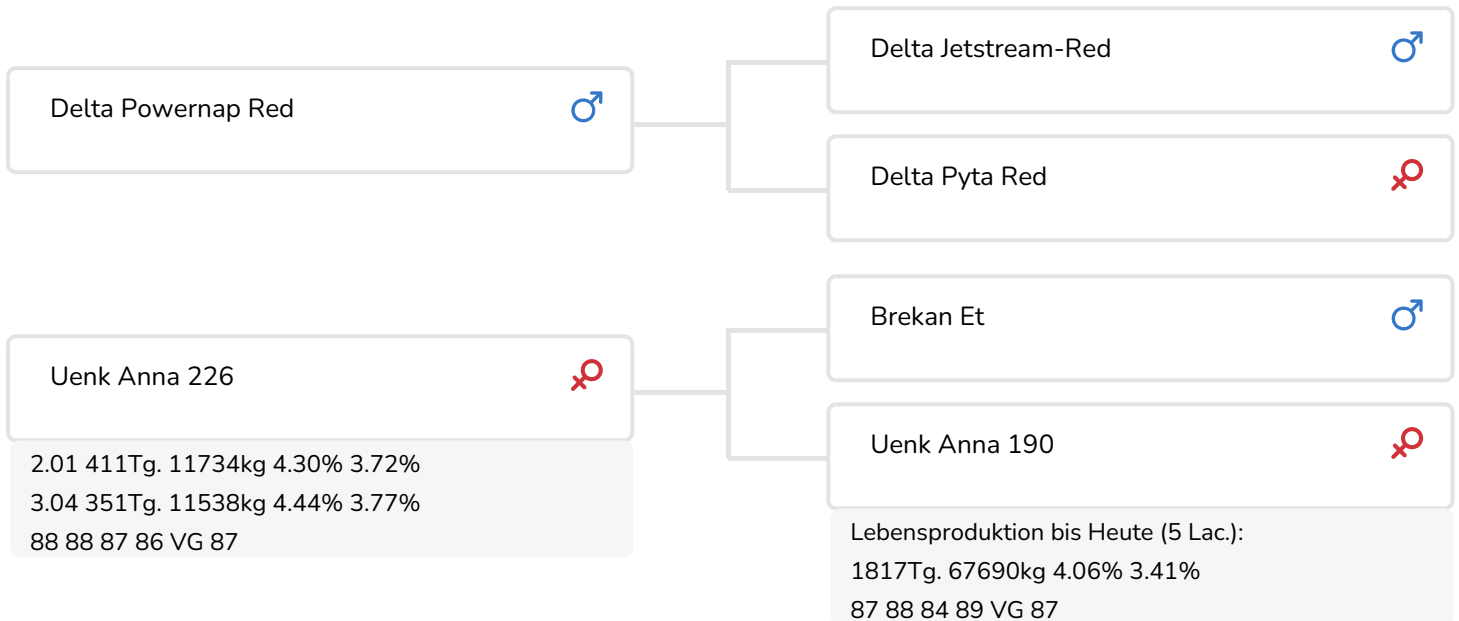 Delta Powernap Red
Delta Jetstream-Red
Delta Pyta Red
Uenk Anna 226
2.01 411Tg. 11734kg 4.30% 3.72%
3.04 351Tg. 11538kg 4.44% 3.77%
88 88 87 86 VG 87
Brekan Et
Uenk Anna 190
Lebensproduktion bis Heute (5 Lac.):
1817Tg. 67690kg 4.06% 3.41%
87 88 84 89 VG 87